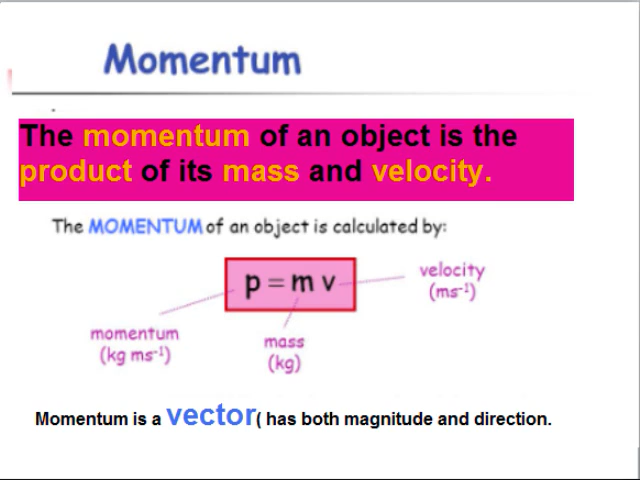 Momentum
The momentum of an object is the
product of its mass and velocity.
The MOMENTUM of an object is calculated by:
p = m v
velocity
(ms⁻¹)
momentum
(kg ms⁻¹)
mass
(kg)
Momentum is a vector( has both magnitude and direction.